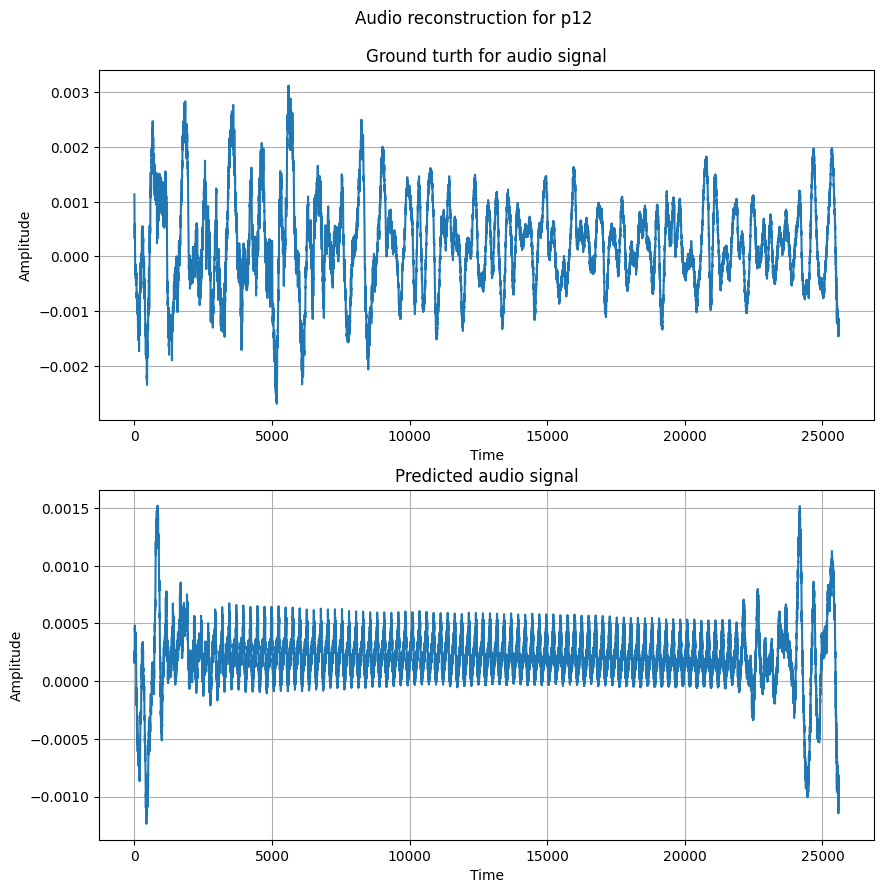 Audio reconstruction for p12
Ground turth for audio signal
0.003
0.002
0.001
0.000
−0.001
−0.002
Amplitude
0 5000 10000 15000 20000 25000
Time
Predicted audio signal
0.0015
0.0010
0.0005
0.0000
−0.0005
−0.0010
Amplitude
0 5000 10000 15000 20000 25000
Time